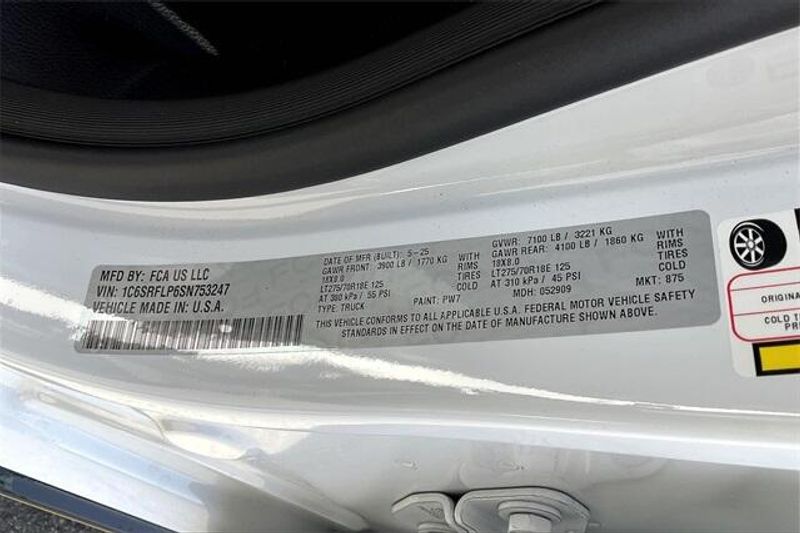 MFD BY: FCA US LLC
VIN: 1C6SRFLP6SN753247
VEHICLE MADE IN: U.S.A.
DATE OF MFR (BUILT): 5-25
GAWR FRONT: 3900 LB / 1770 KG WITH
18X8.0 RIMS
LT275/70R18E 125 TIRES
AT 380 kPa / 55 PSI COLD
TYPE: TRUCK PAINT: PW7
GVWR: 7100 LB / 3221 KG
GAWR REAR: 4100 LB / 1860 KG WITH
18X8.0 RIMS
LT275/70R18E 125 TIRES
AT 310 kPa / 45 PSI COLD
MDH: 052909 MKT: 875
THIS VEHICLE CONFORMS TO ALL APPLICABLE U.S.A. FEDERAL MOTOR VEHICLE SAFETY
STANDARDS IN EFFECT ON THE DATE OF MANUFACTURE SHOWN ABOVE.
ORIGINA
COLD T
PR